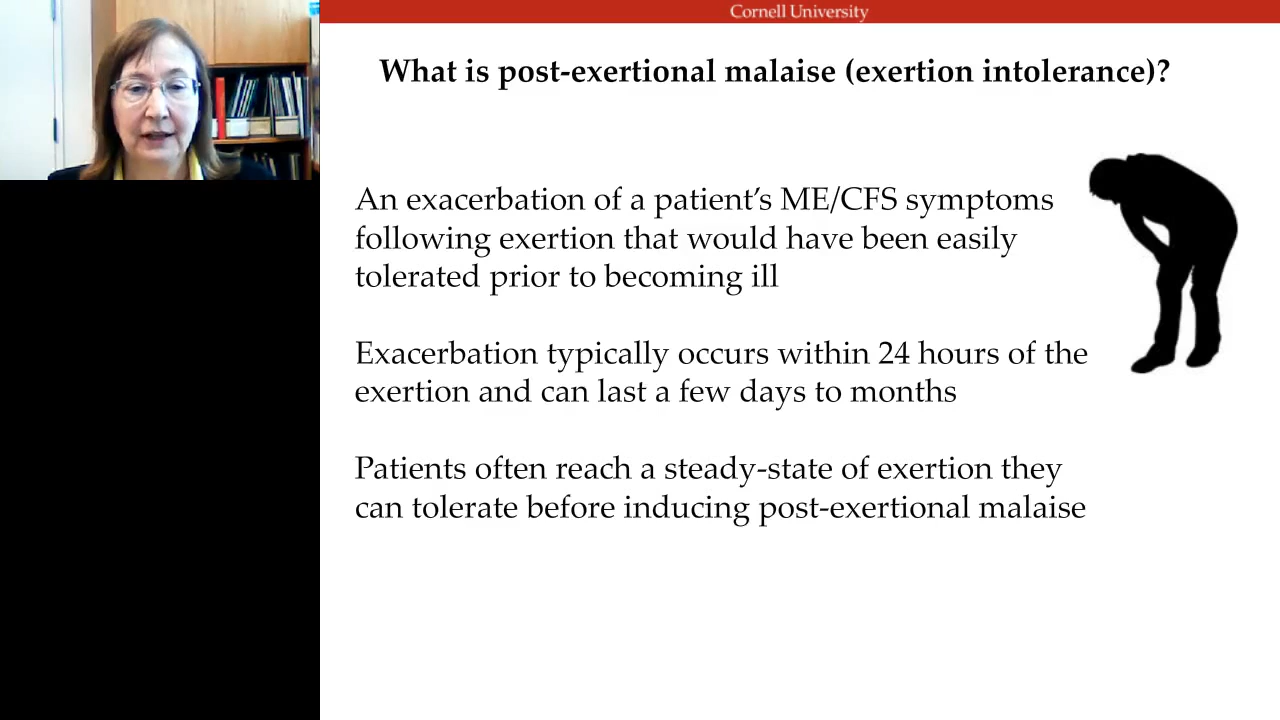 Cornell University
What is post-exertional malaise (exertion intolerance)?
An exacerbation of a patient’s ME/CFS symptoms
following exertion that would have been easily
tolerated prior to becoming ill
Exacerbation typically occurs within 24 hours of the
exertion and can last a few days to months
Patients often reach a steady-state of exertion they
can tolerate before inducing post-exertional malaise